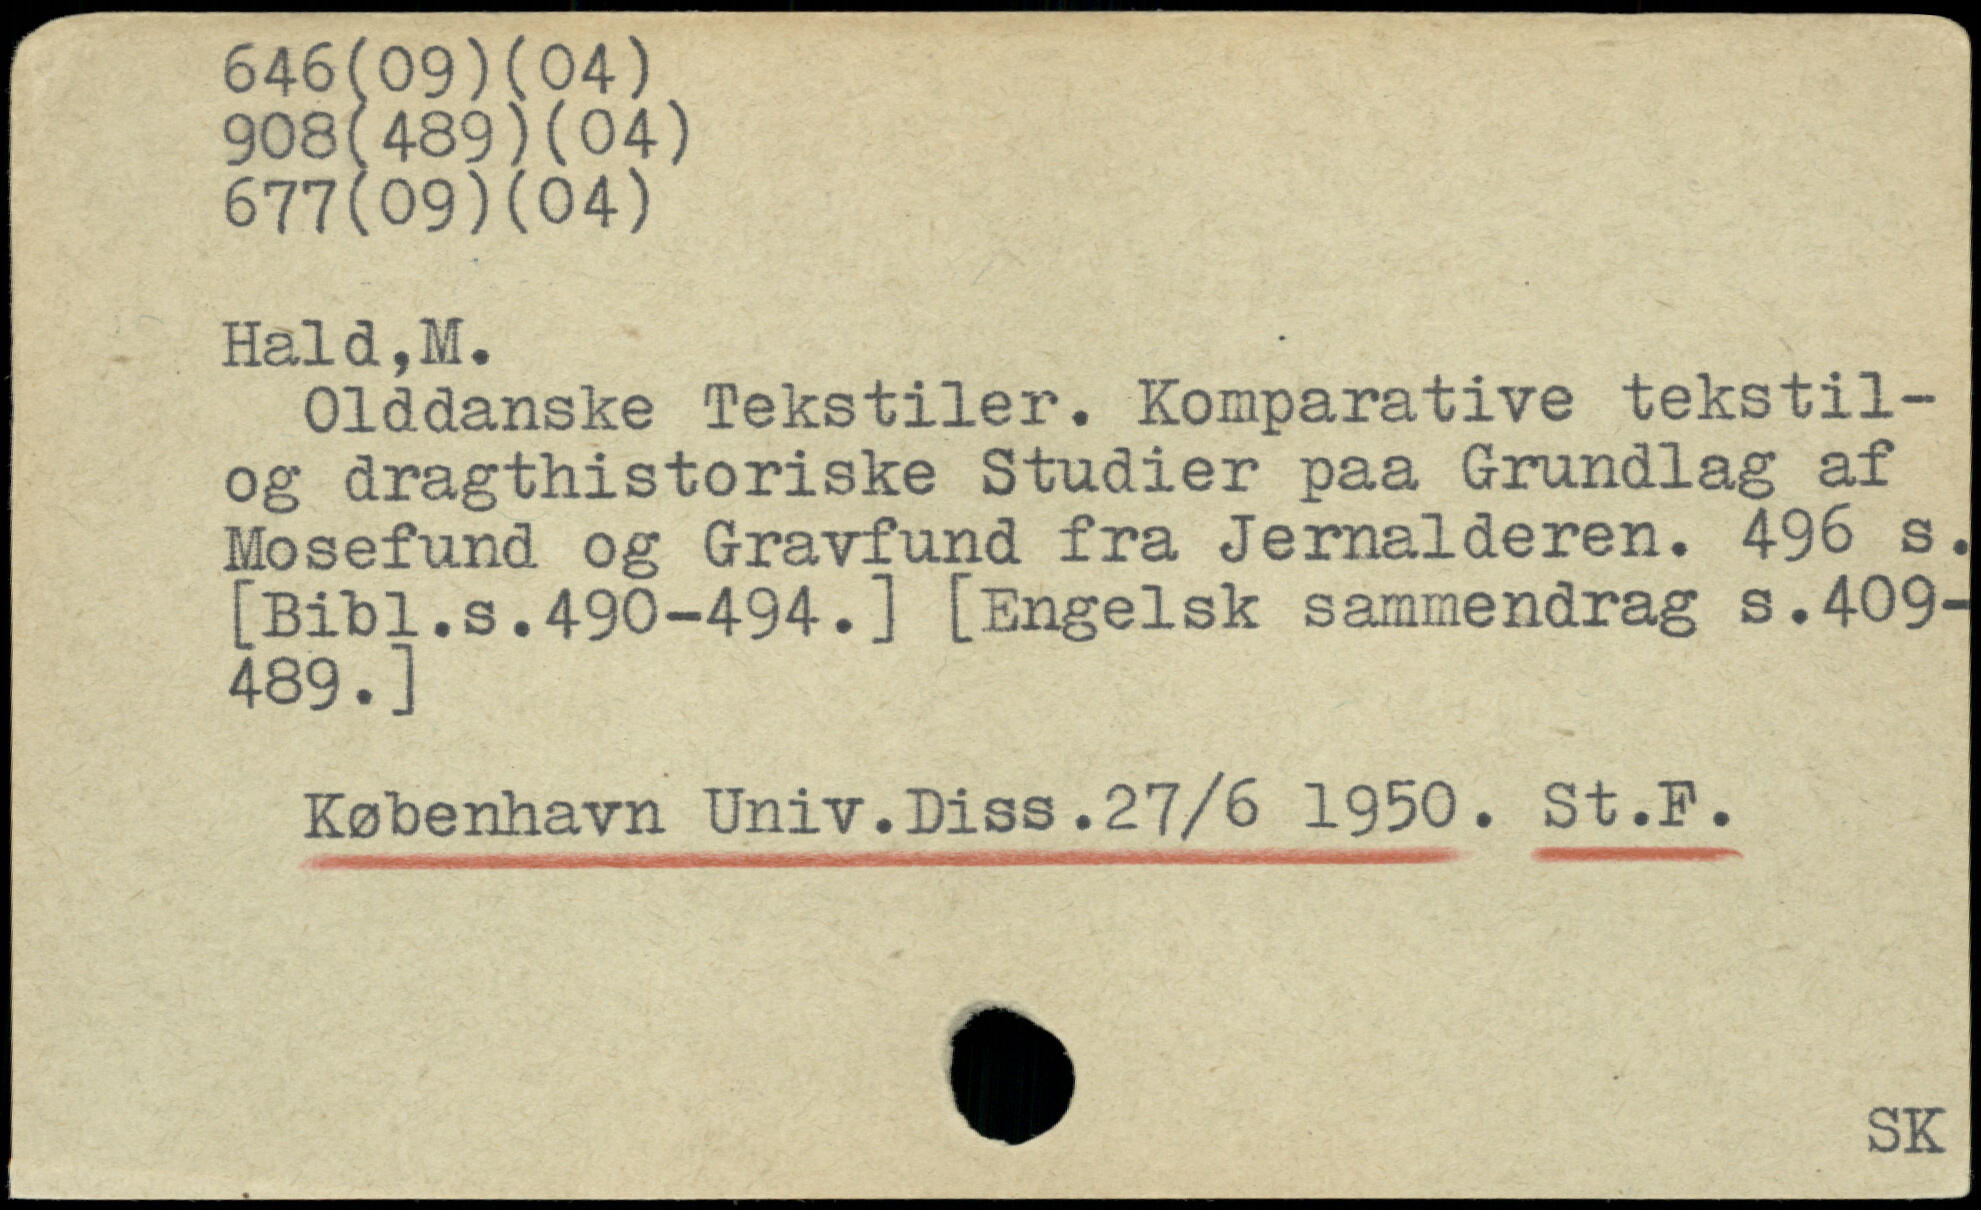 646(09)(04)
908(489)(04)
677(09)(04)
Hald,M.
Olddanske Tekstiler. Komparative tekstil-
og dragthistoriske Studier paa Grundlag af
Mosefund og Gravfund fra Jernalderen. 496 s.
[Bibl.s.490-494.] [Engelsk sammendrag s.409-
489.]
København Univ.Diss.27/6 1950. St.F.
SK